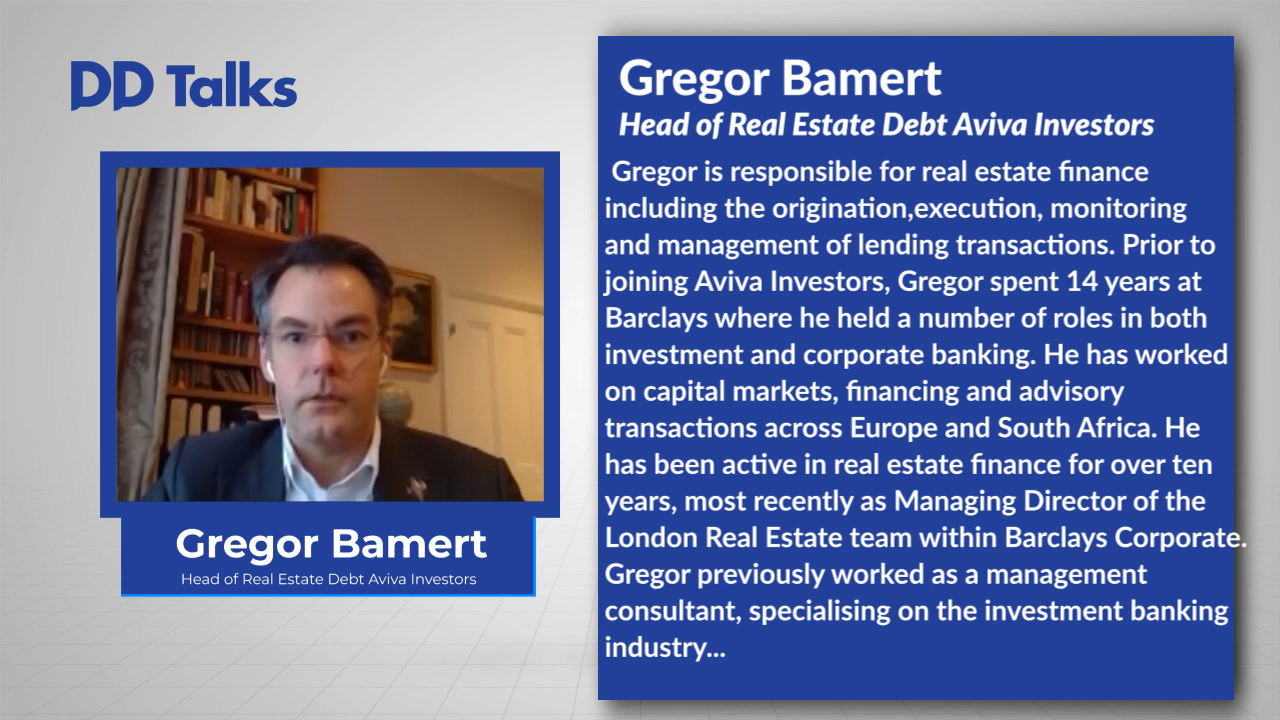 DD Talks
Gregor Bamert
Head of Real Estate Debt Aviva Investors
Gregor Bamert
Head of Real Estate Debt Aviva Investors
Gregor is responsible for real estate finance
including the origination,execution, monitoring
and management of lending transactions. Prior to
joining Aviva Investors, Gregor spent 14 years at
Barclays where he held a number of roles in both
investment and corporate banking. He has worked
on capital markets, financing and advisory
transactions across Europe and South Africa. He
has been active in real estate finance for over ten
years, most recently as Managing Director of the
London Real Estate team within Barclays Corporate.
Gregor previously worked as a management
consultant, specialising on the investment banking
industry...